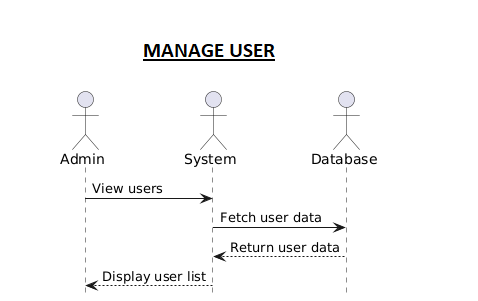 MANAGE USER
Admin
System
Database
View users
Fetch user data
Return user data
Display user list